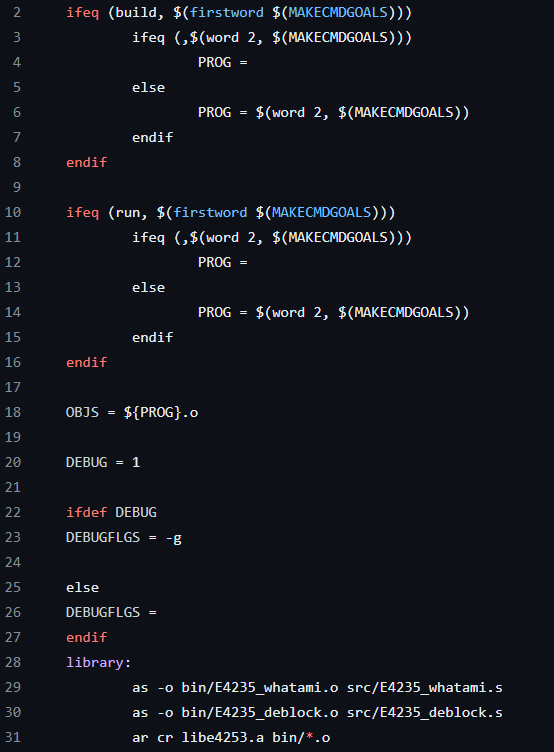 2 ifeq (build, $(firstword $(MAKECMDGOALS)))
3 ifeq (,$(word 2, $(MAKECMDGOALS)))
4 PROG =
5 else
6 PROG = $(word 2, $(MAKECMDGOALS))
7 endif
8 endif
9
10 ifeq (run, $(firstword $(MAKECMDGOALS)))
11 ifeq (,$(word 2, $(MAKECMDGOALS)))
12 PROG =
13 else
14 PROG = $(word 2, $(MAKECMDGOALS))
15 endif
16 endif
17
18 OBJS = ${PROG}.o
19
20 DEBUG = 1
21
22 ifdef DEBUG
23 DEBUGFLGS = -g
24
25 else
26 DEBUGFLGS =
27 endif
28 library:
29 as -o bin/E4235_whatami.o src/E4235_whatami.s
30 as -o bin/E4235_deblock.o src/E4235_deblock.s
31 ar cr libe4253.a bin/*.o